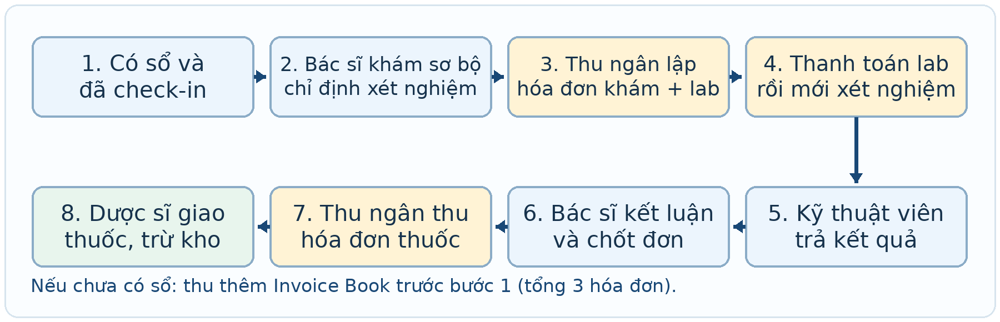 1. Có sổ và
đã check-in
2. Bác sĩ khám sơ bộ
chỉ định xét nghiệm
3. Thu ngân lập
hóa đơn khám + lab
4. Thanh toán lab
rồi mới xét nghiệm
5. Kỹ thuật viên
trả kết quả
6. Bác sĩ kết luận
và chốt đơn
7. Thu ngân thu
hóa đơn thuốc
8. Dược sĩ giao
thuốc, trừ kho
Nếu chưa có sổ: thu thêm Invoice Book trước bước 1 (tổng 3 hóa đơn).